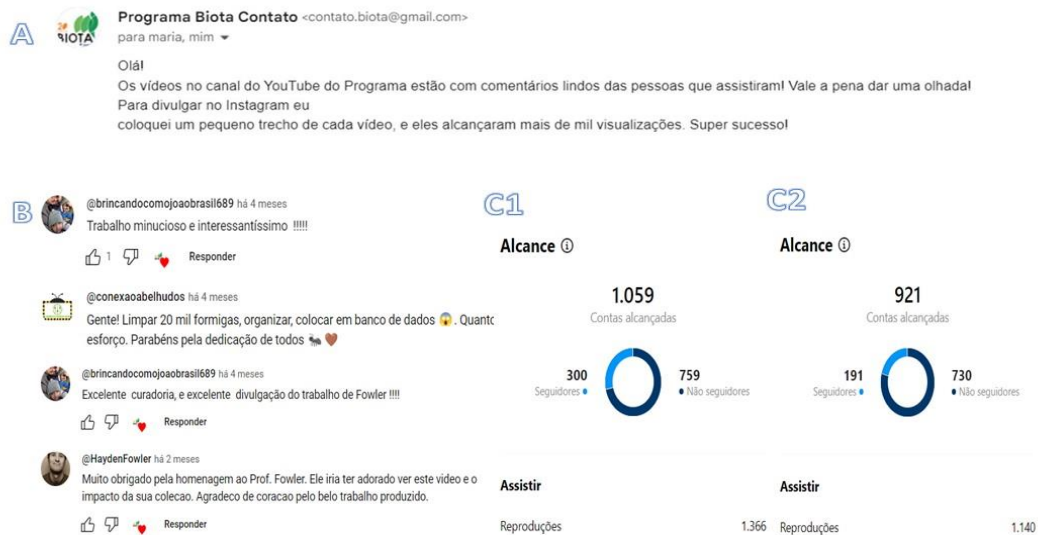 A
BIOTA
Programa Biota Contato <contato.biota@gmail.com>
para maria, mim
Olá!
Os vídeos no canal do YouTube do Programa estão com comentários lindos das pessoas que assistiram! Vale a pena dar uma olhada!
Para divulgar no Instagram eu
coloquei um pequeno trecho de cada vídeo, e eles alcançaram mais de mil visualizações. Super sucesso!
B
@brincandocomojoaobrasil689 há 4 meses
Trabalho minucioso e interessantíssimo !!!!!
1 Responder
@conexaoabelhudos há 4 meses
Gente! Limpar 20 mil formigas, organizar, colocar em banco de dados 😱. Quanto
esforço. Parabéns pela dedicação de todos 🐜 🤎
@brincandocomojoaobrasil689 há 4 meses
Excelente curadoria, e excelente divulgação do trabalho de Fowler !!!!
Responder
@HaydenFowler há 2 meses
Muito obrigado pela homenagem ao Prof. Fowler. Ele iria ter adorado ver este video e o
impacto da sua colecao. Agradeco de coracao pelo belo trabalho produzido.
Responder
C1
Alcance
1.059
Contas alcançadas
300
Seguidores
759
Não seguidores
Assistir
Reproduções 1.366
C2
Alcance
921
Contas alcançadas
191
Seguidores
730
Não seguidores
Assistir
Reproduções 1.140